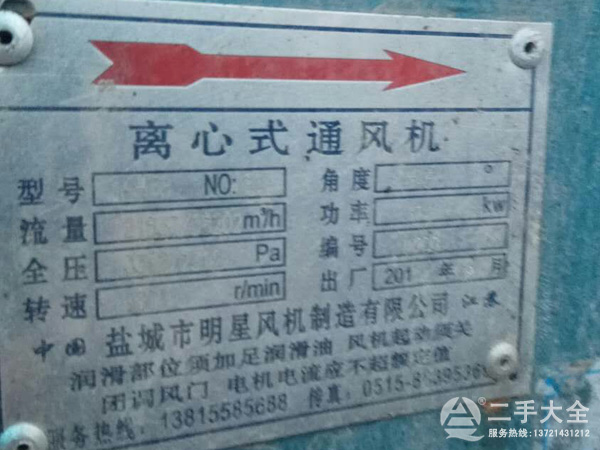 离心式通风机
型号 NO: 角度 °
流量 m³/h 功率 kw
全压 Pa 编号
转速 r/min 出厂 201 年 月
中国 盐城市明星风机制造有限公司 江苏
润滑部位须加足润滑油 风机起动须关
闭调风门 电机电流应不超额定值
服务热线: 13815585688 传真: 0515-8
二手大全
服务热线:13721431212